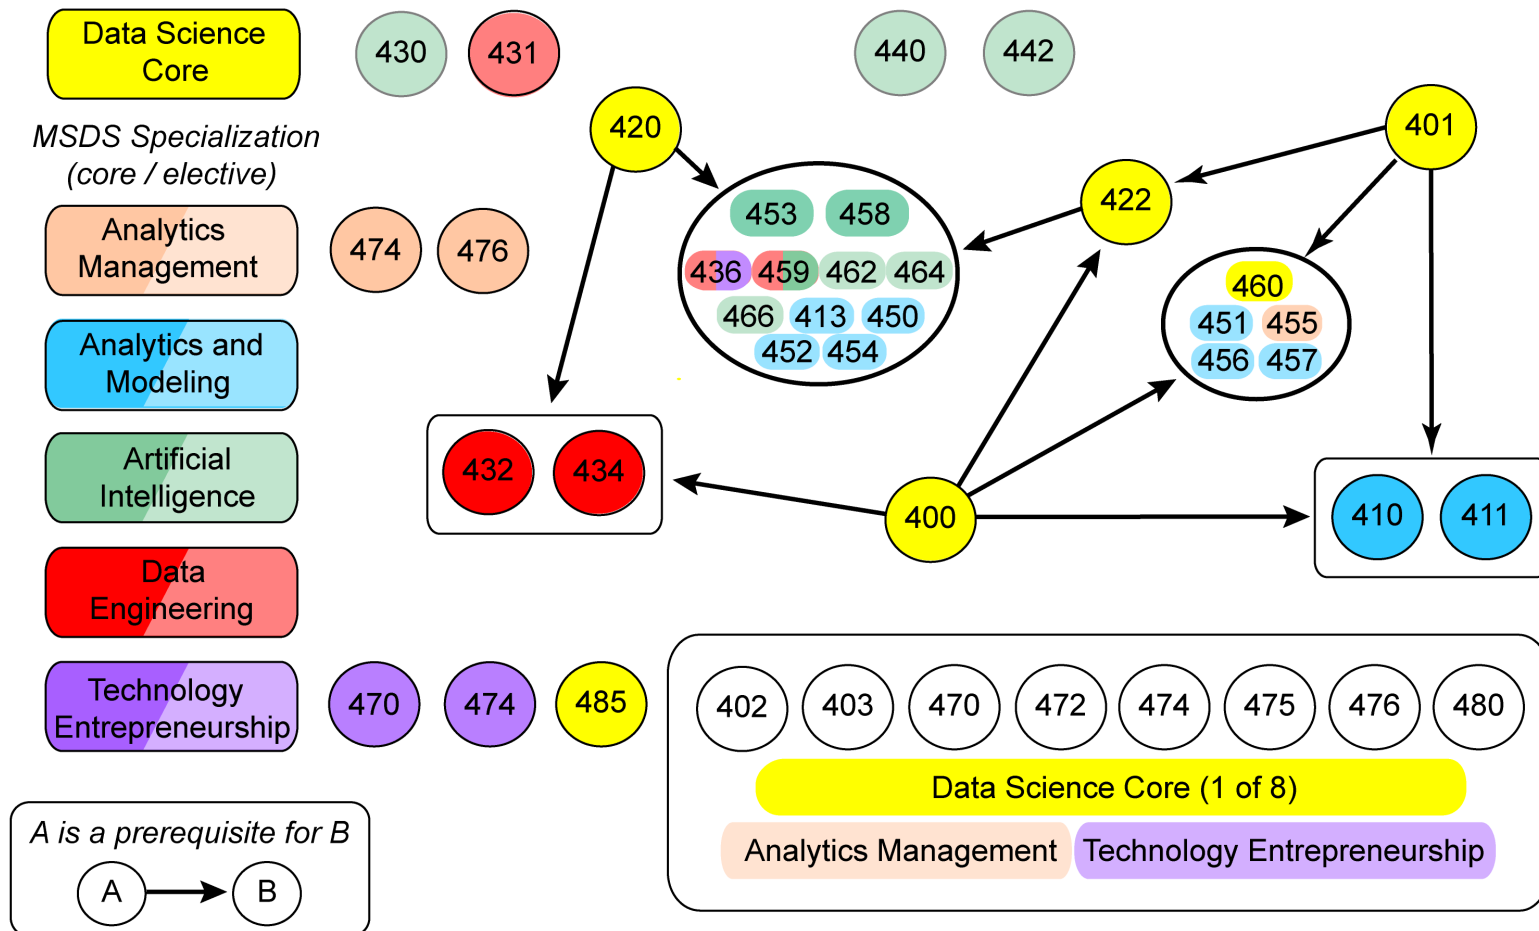 Data Science
Core
430
431
440
442
420
401
MSDS Specialization
(core / elective)
422
453
458
Analytics
Management
474
476
436
459
462
464
460
466
413
450
451
455
452
454
456
457
Analytics and
Modeling
Artificial
Intelligence
432
434
400
410
411
Data
Engineering
Technology
Entrepreneurship
470
474
485
402
403
470
472
474
475
476
480
Data Science Core (1 of 8)
Analytics Management
Technology Entrepreneurship
A is a prerequisite for B
A
B